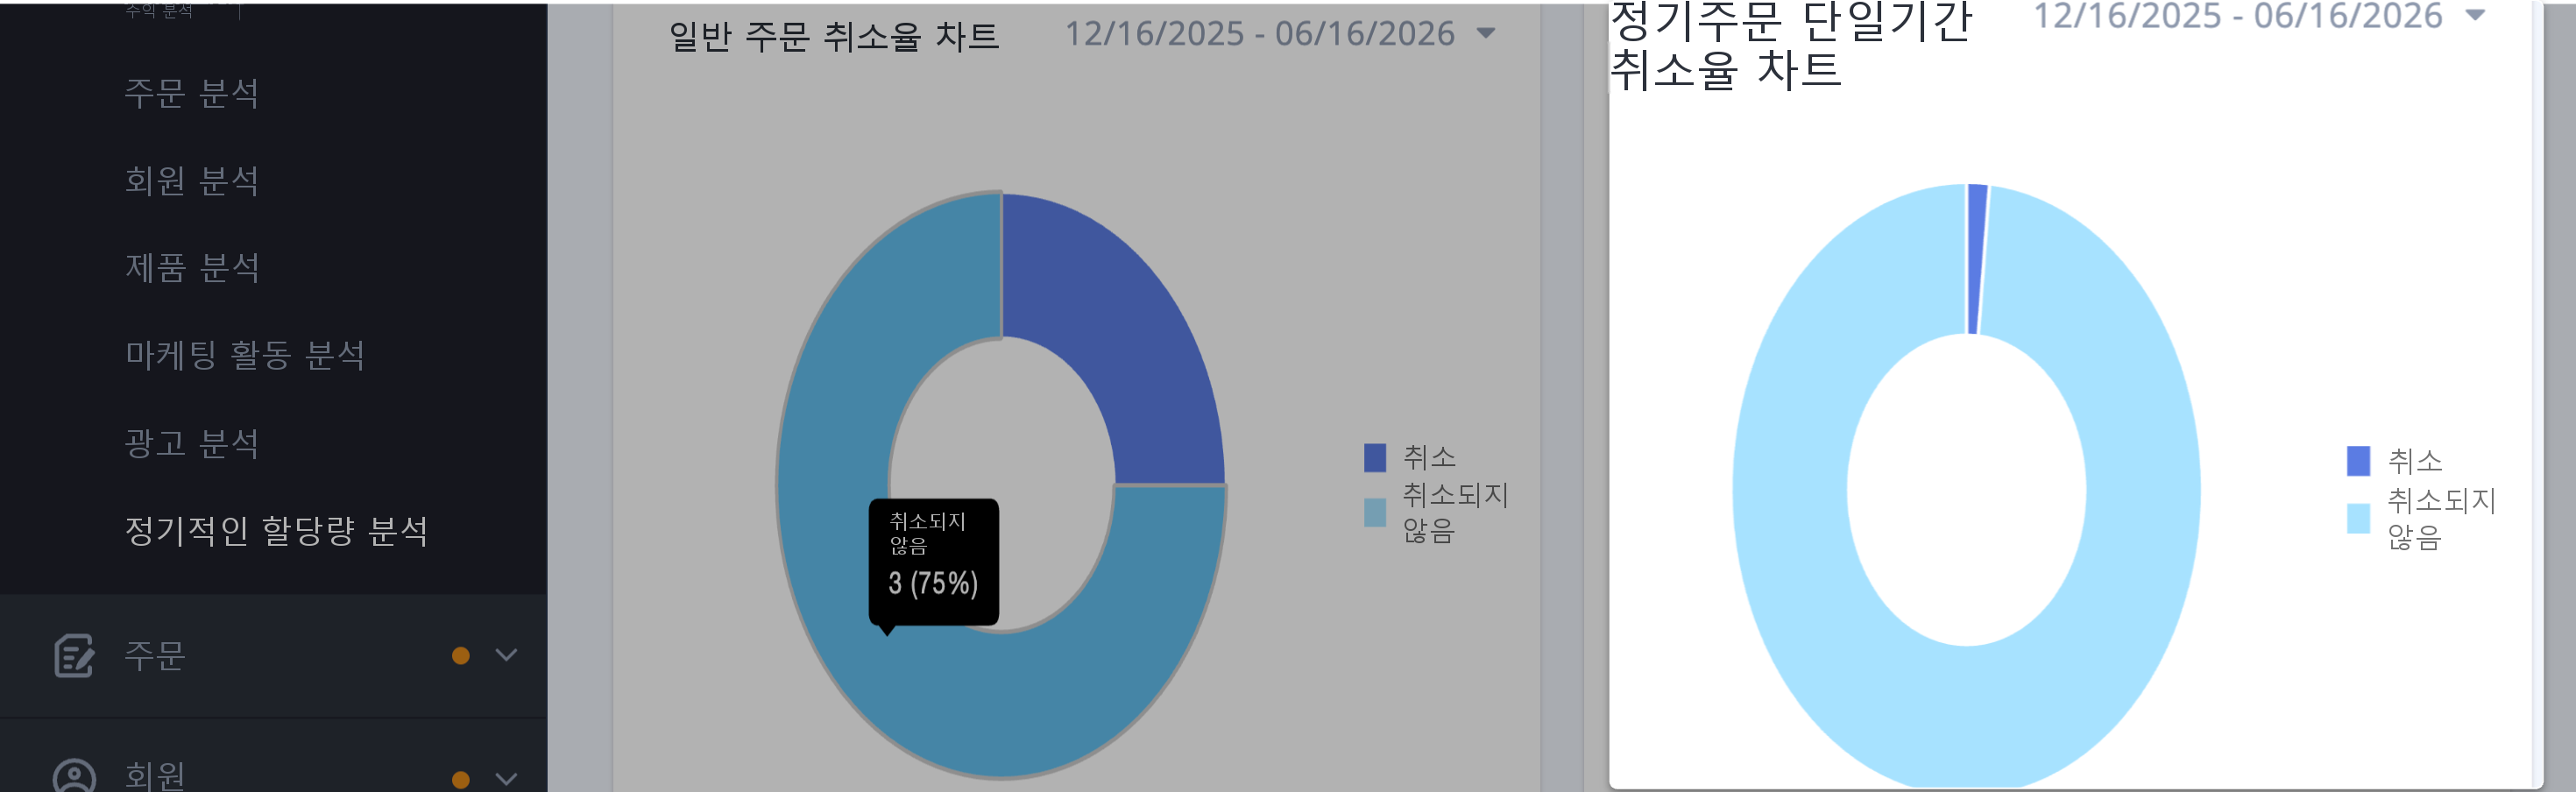 수익 분석
주문 분석
회원 분석
제품 분석
마케팅 활동 분석
광고 분석
정기적인 할당량 분석
주문
회원
일반 주문 취소율 차트
12/16/2025 - 06/16/2026
취소되지
않음
3 (75%)
취소
취소되지
않음
정기주문 단일기간
취소율 차트
12/16/2025 - 06/16/2026
취소
취소되지
않음